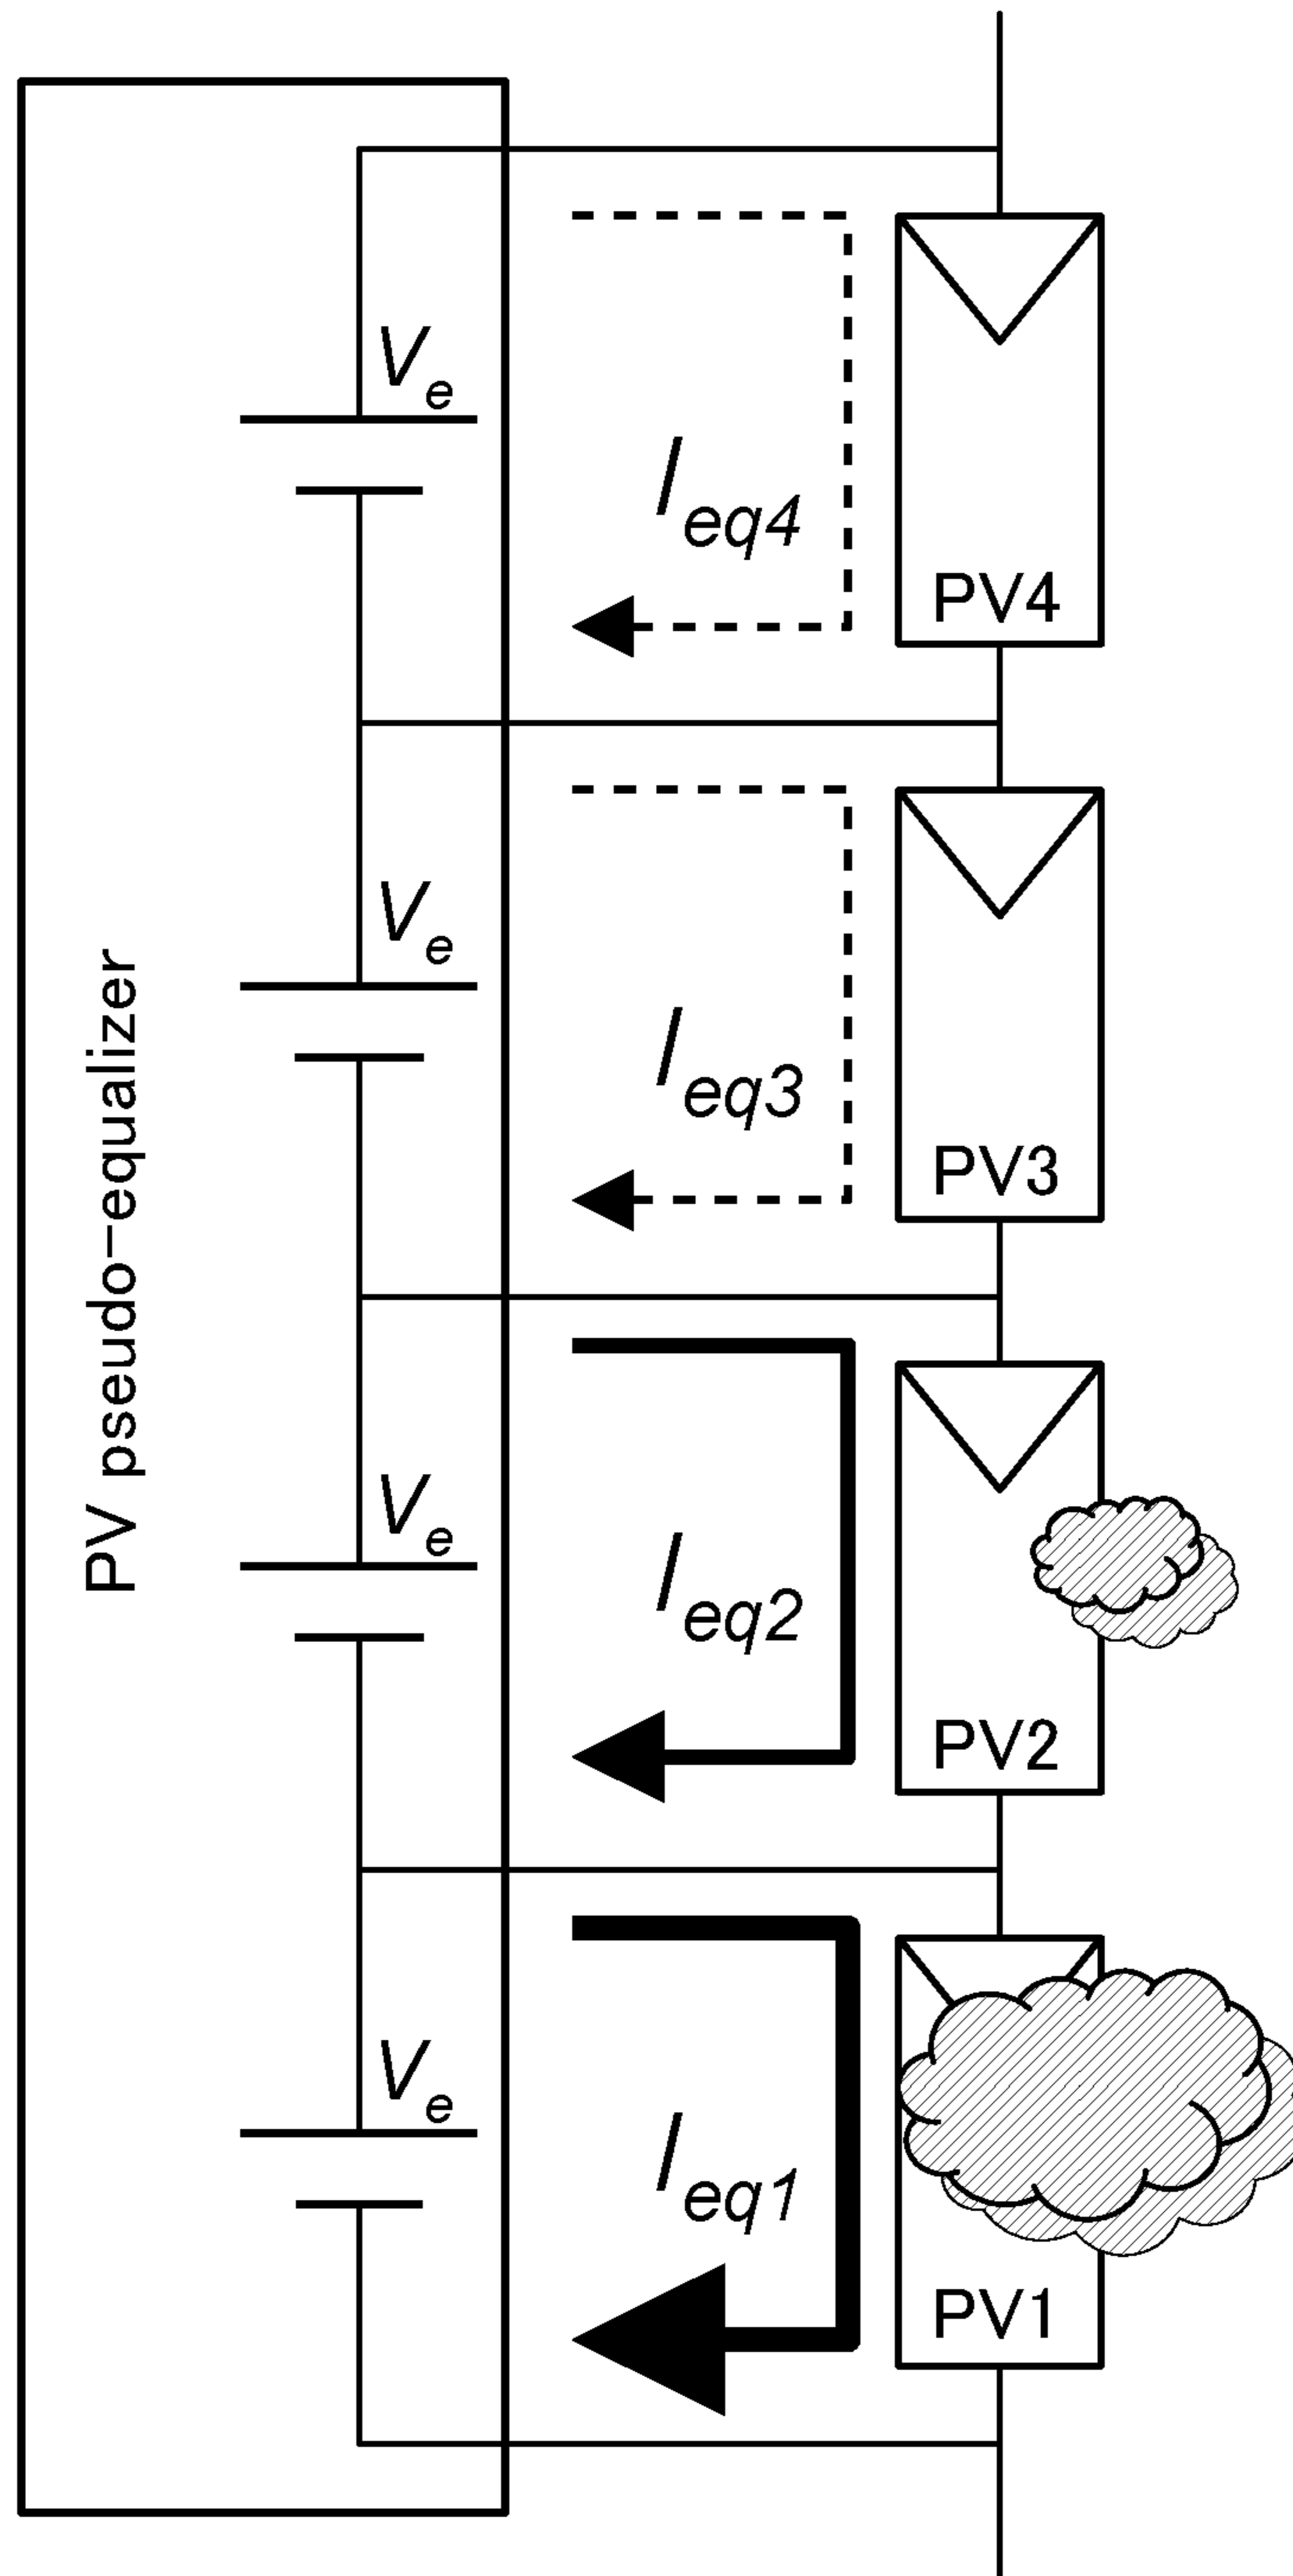 PV pseudo-equalizer
Ve
Ieq4
PV4
Ve
Ieq3
PV3
Ve
Ieq2
PV2
Ve
Ieq1
PV1